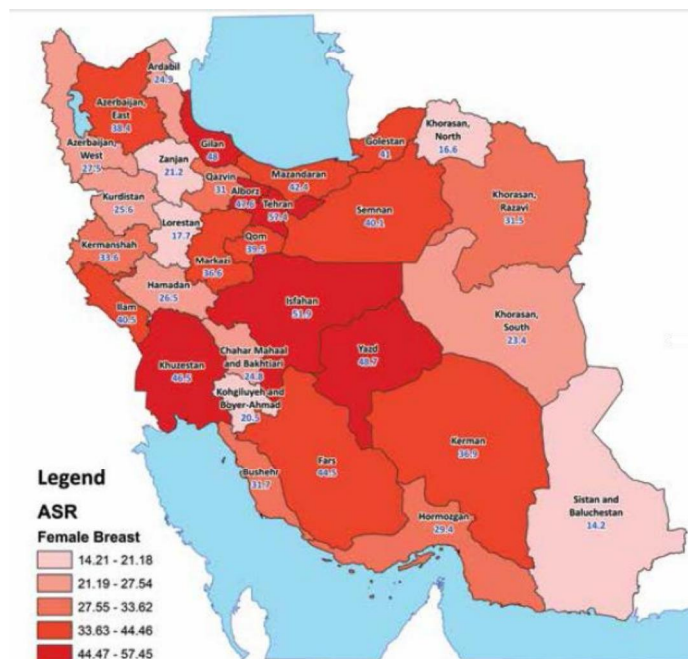 Ardabil
24.9
Azerbaijan,
East
38.4
Azerbaijan,
West
27.5
Gilan
48
Zanjan
21.2
Golestan
41
Khorasan,
North
16.6
Mazandaran
42.4
Qazvin
31
Alborz
47.6
Tehran
57.4
Khorasan,
Razavi
31.5
Kurdistan
25.6
Semnan
40.1
Lorestan
17.7
Qom
39.5
Kermanshah
33.6
Markazi
36.6
Hamadan
26.5
Ilam
40.5
Isfahan
51.9
Khorasan,
South
23.4
Yazd
48.7
Chahar Mahaal
and Bakhtiari
24.8
Khuzestan
46.5
Kohgiluyeh and
Boyer-Ahmad
20.5
Kerman
36.9
Fars
44.5
Bushehr
31.7
Sistan and
Baluchestan
14.2
Hormozgan
29.4
Legend
ASR
Female Breast
14.21 - 21.18
21.19 - 27.54
27.55 - 33.62
33.63 - 44.46
44.47 - 57.45